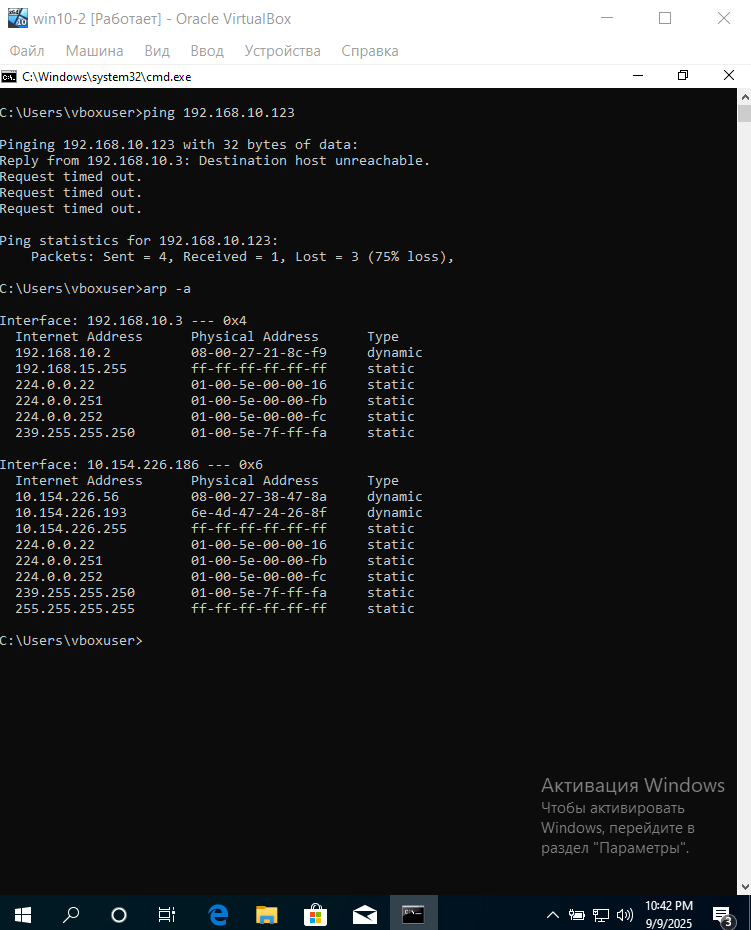 win10-2 [Работает] - Oracle VirtualBox
Файл Машина Вид Ввод Устройства Справка
C:\Windows\system32\cmd.exe
C:\Users\vboxuser>ping 192.168.10.123
Pinging 192.168.10.123 with 32 bytes of data:
Reply from 192.168.10.3: Destination host unreachable.
Request timed out.
Request timed out.
Request timed out.
Ping statistics for 192.168.10.123:
    Packets: Sent = 4, Received = 1, Lost = 3 (75% loss),
C:\Users\vboxuser>arp -a
Interface: 192.168.10.3 --- 0x4
  Internet Address      Physical Address      Type
  192.168.10.2          08-00-27-21-8c-f9     dynamic
  192.168.15.255        ff-ff-ff-ff-ff-ff     static
  224.0.0.22            01-00-5e-00-00-16     static
  224.0.0.251           01-00-5e-00-00-fb     static
  224.0.0.252           01-00-5e-00-00-fc     static
  239.255.255.250       01-00-5e-7f-ff-fa     static
Interface: 10.154.226.186 --- 0x6
  Internet Address      Physical Address      Type
  10.154.226.56         08-00-27-38-47-8a     dynamic
  10.154.226.193        6e-4d-47-24-26-8f     dynamic
  10.154.226.255        ff-ff-ff-ff-ff-ff     static
  224.0.0.22            01-00-5e-00-00-16     static
  224.0.0.251           01-00-5e-00-00-fb     static
  224.0.0.252           01-00-5e-00-00-fc     static
  239.255.255.250       01-00-5e-7f-ff-fa     static
  255.255.255.255       ff-ff-ff-ff-ff-ff     static
C:\Users\vboxuser>
Активация Windows
Чтобы активировать
Windows, перейдите в
раздел "Параметры".
10:42 PM
9/9/2025
3